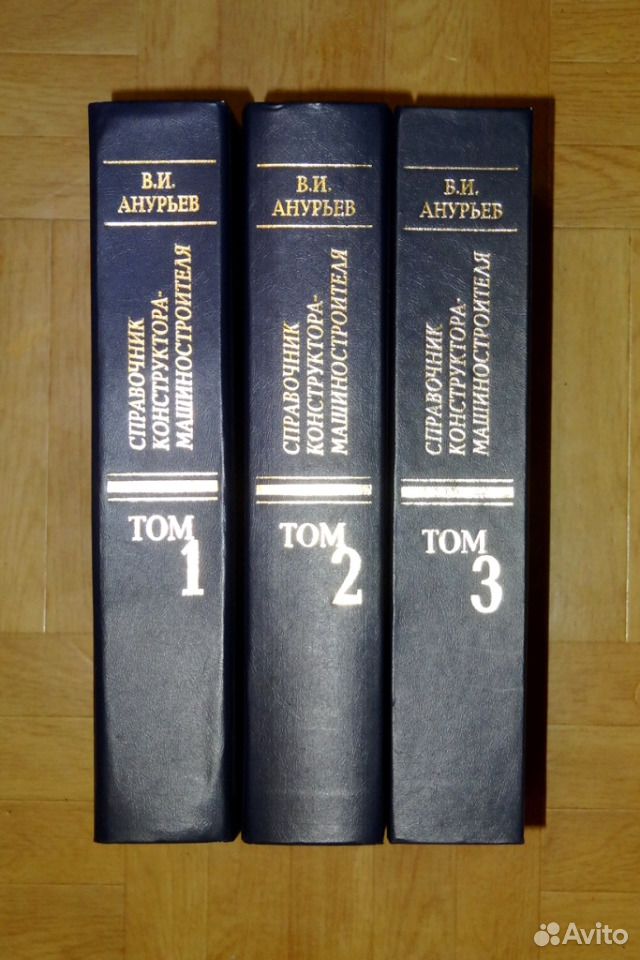 В.И.
АНУРЬЕВ
СПРАВОЧНИК
КОНСТРУКТОРА-
МАШИНОСТРОИТЕЛЯ
ТОМ
1
В.И.
АНУРЬЕВ
СПРАВОЧНИК
КОНСТРУКТОРА-
МАШИНОСТРОИТЕЛЯ
ТОМ
2
В.И.
АНУРЬЕВ
СПРАВОЧНИК
КОНСТРУКТОРА-
МАШИНОСТРОИТЕЛЯ
ТОМ
3
Avito